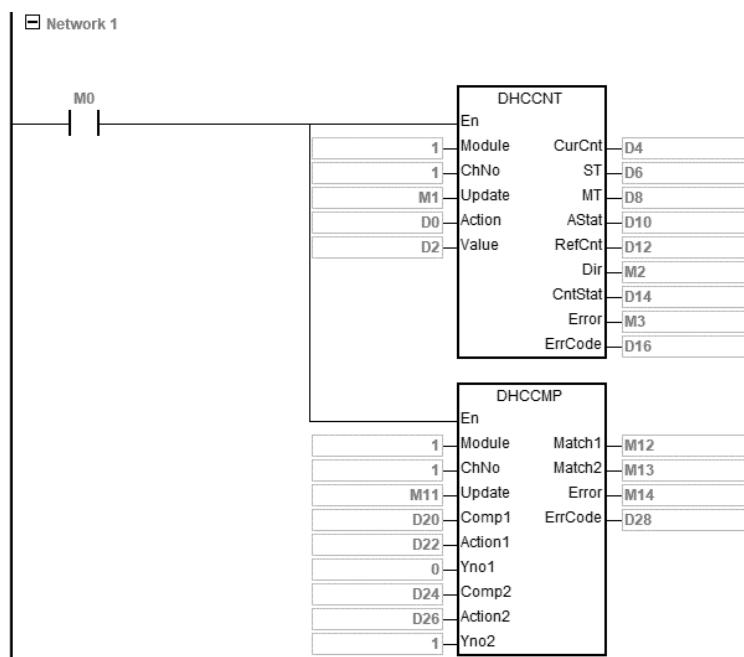 Network 1
M0
DHCCNT
En
1 Module CurCnt D4
1 ChNo ST D6
M1 Update MT D8
D0 Action AStat D10
D2 Value RefCnt D12
Dir M2
CntStat D14
Error M3
ErrCode D16
DHCCMP
En
1 Module Match1 M12
1 ChNo Match2 M13
M11 Update Error M14
D20 Comp1 ErrCode D28
D22 Action1
0 Yno1
D24 Comp2
D26 Action2
1 Yno2